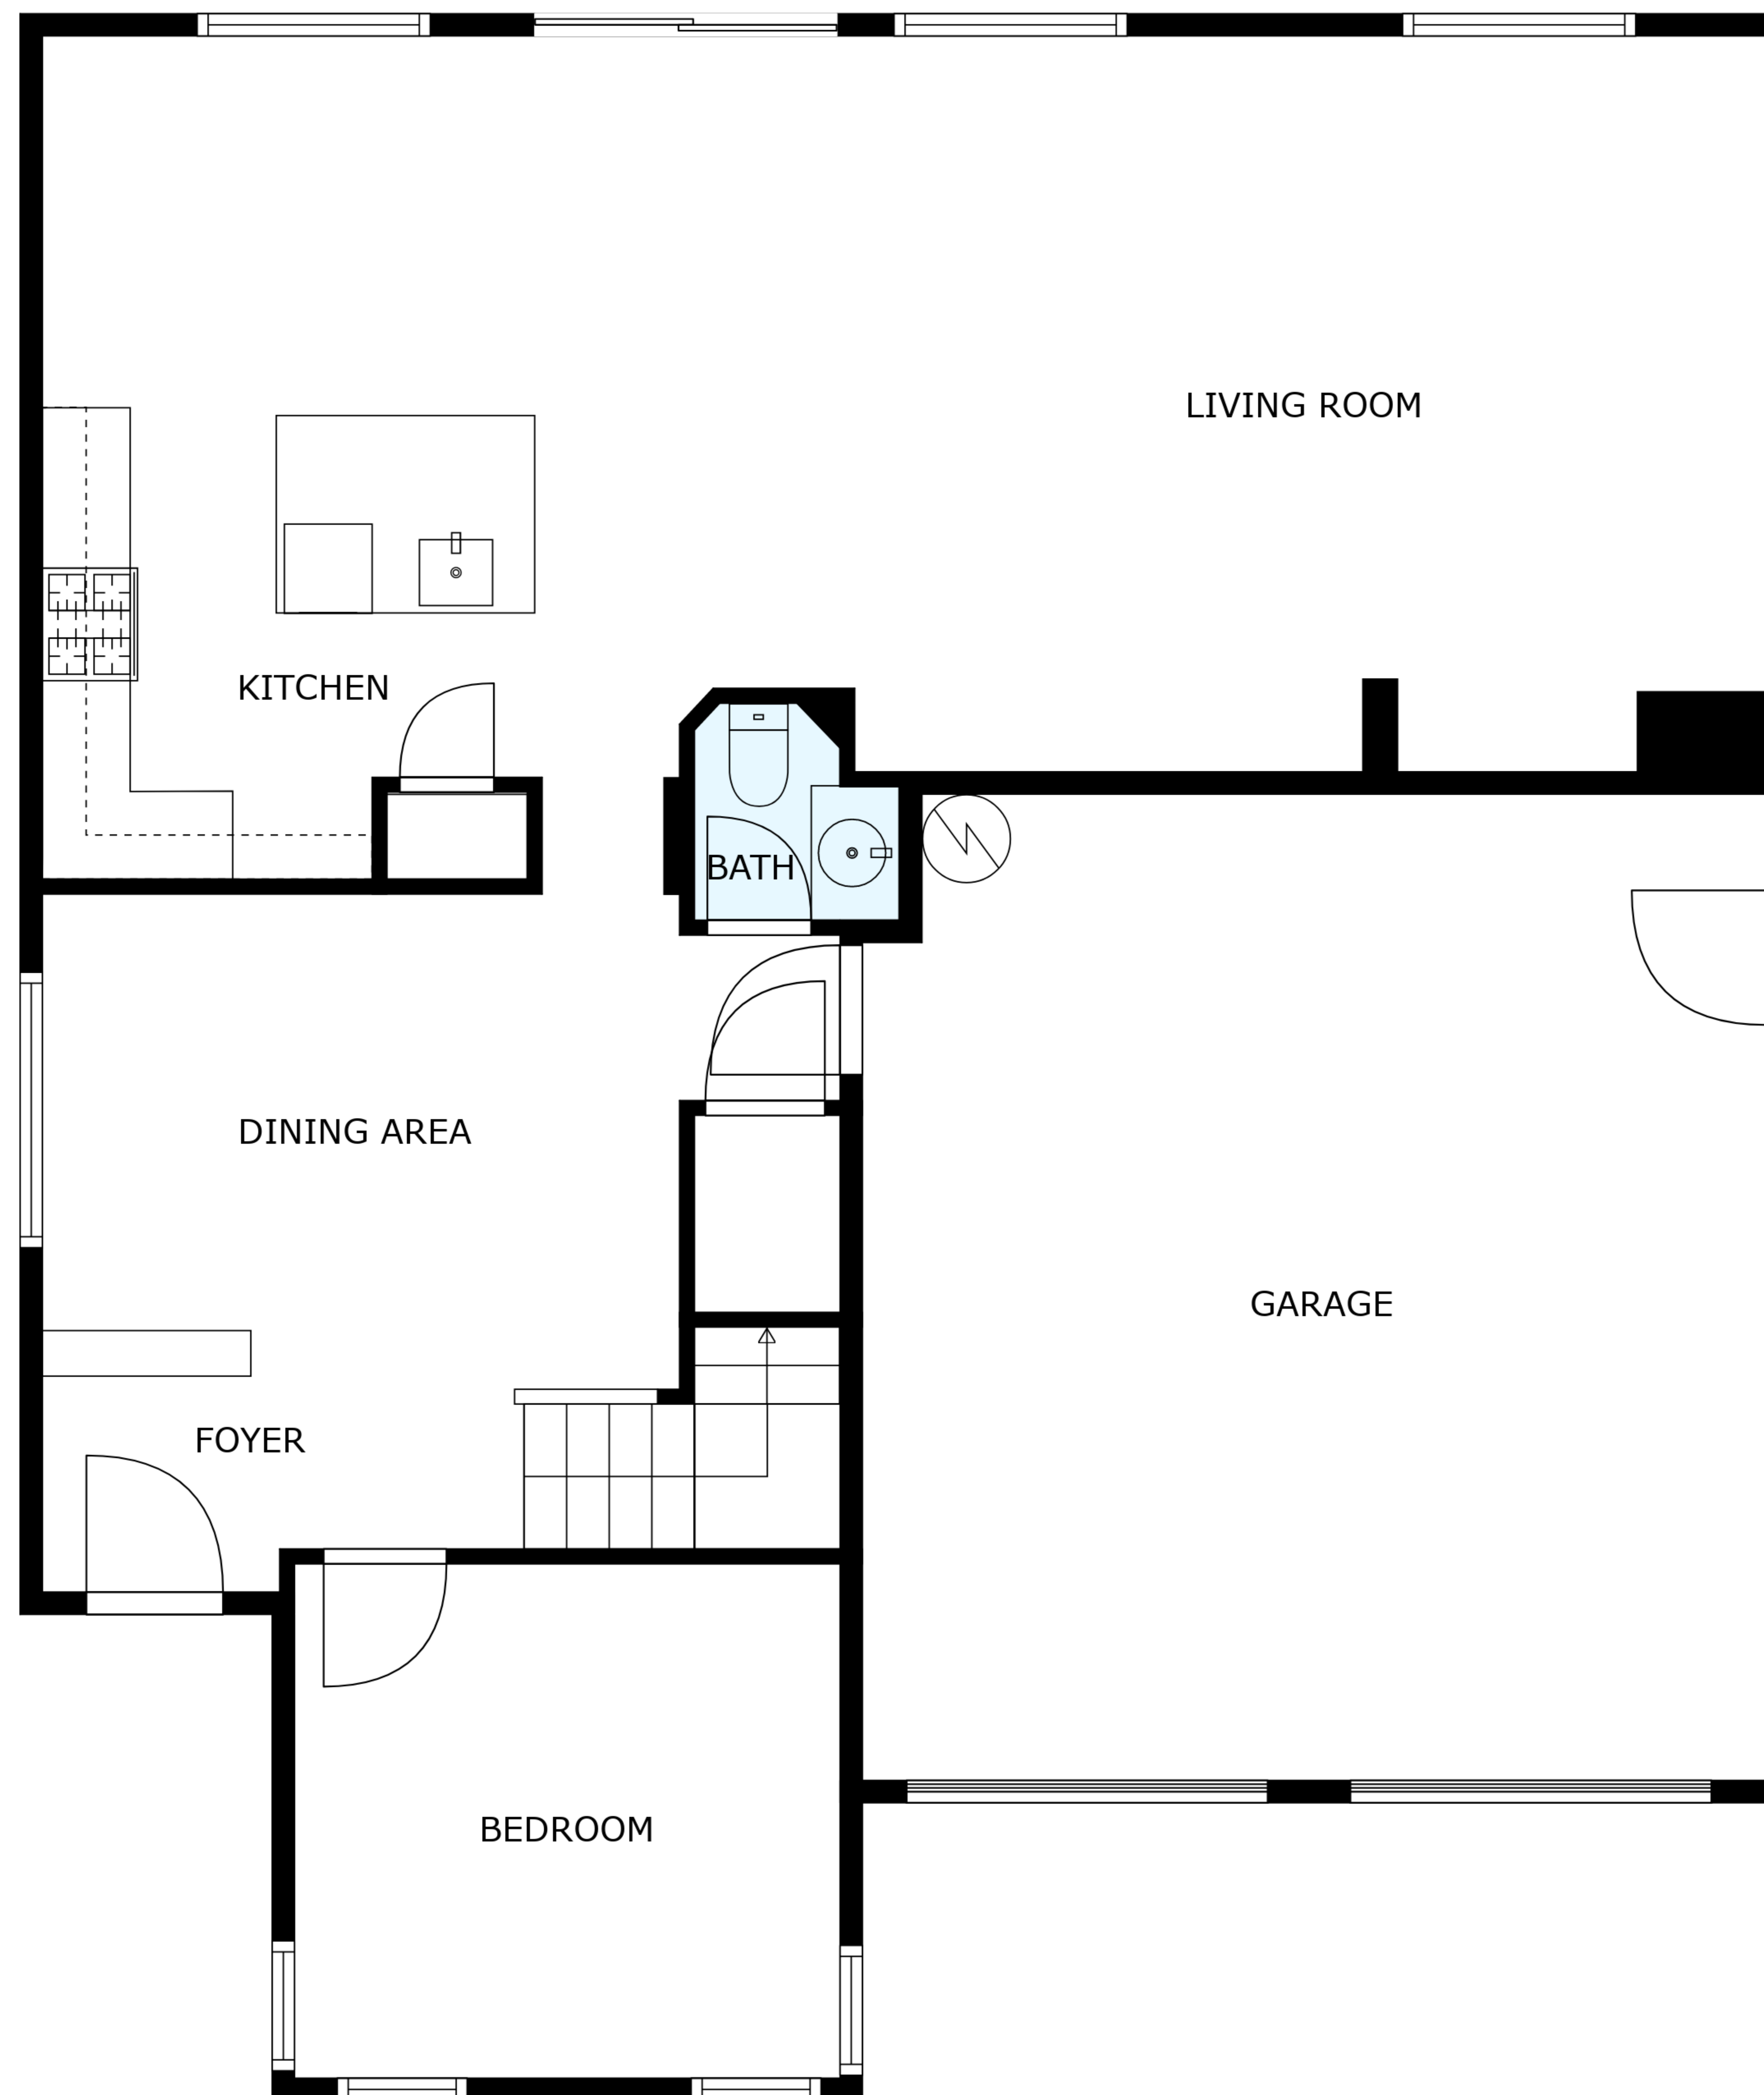 LIVING ROOM
KITCHEN
BATH
DINING AREA
GARAGE
FOYER
BEDROOM